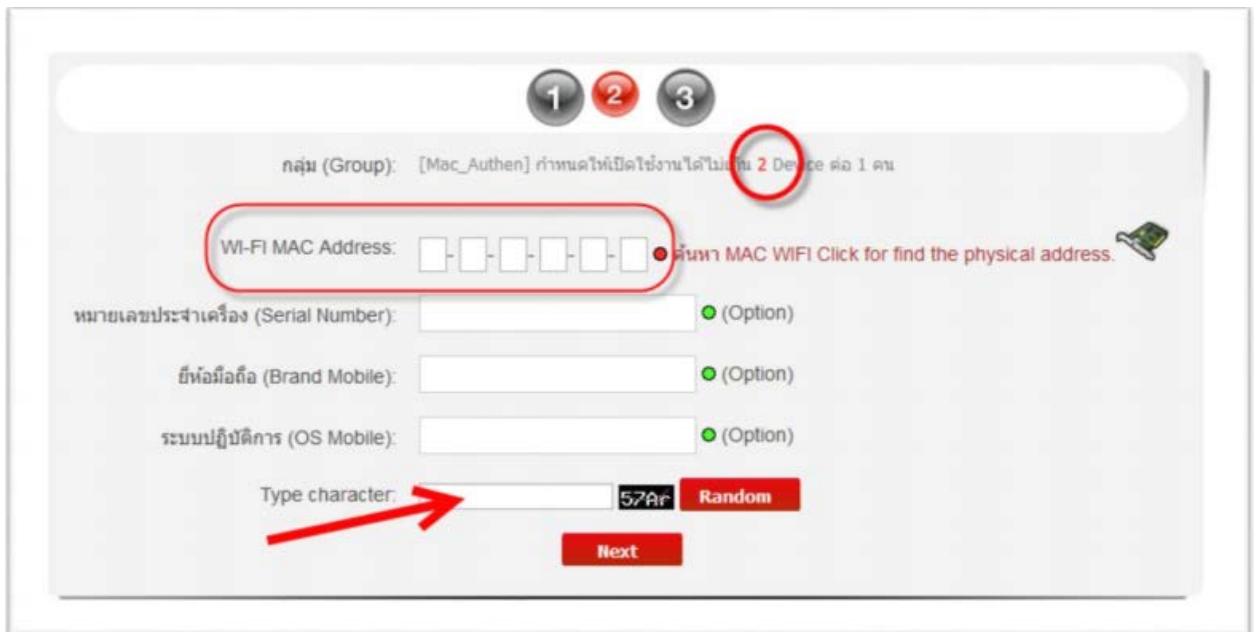 1 2 3
กลุ่ม (Group): [Mac_Authen] กำหนดให้เปิดใช้งานได้ไม่เกิน 2 Device ต่อ 1 คน
WI-FI MAC Address: - - - - - ค้นหา MAC WIFI Click for find the physical address.
หมายเลขประจำเครื่อง (Serial Number): (Option)
ยี่ห้อมือถือ (Brand Mobile): (Option)
ระบบปฏิบัติการ (OS Mobile): (Option)
Type character: 57Ar Random
Next